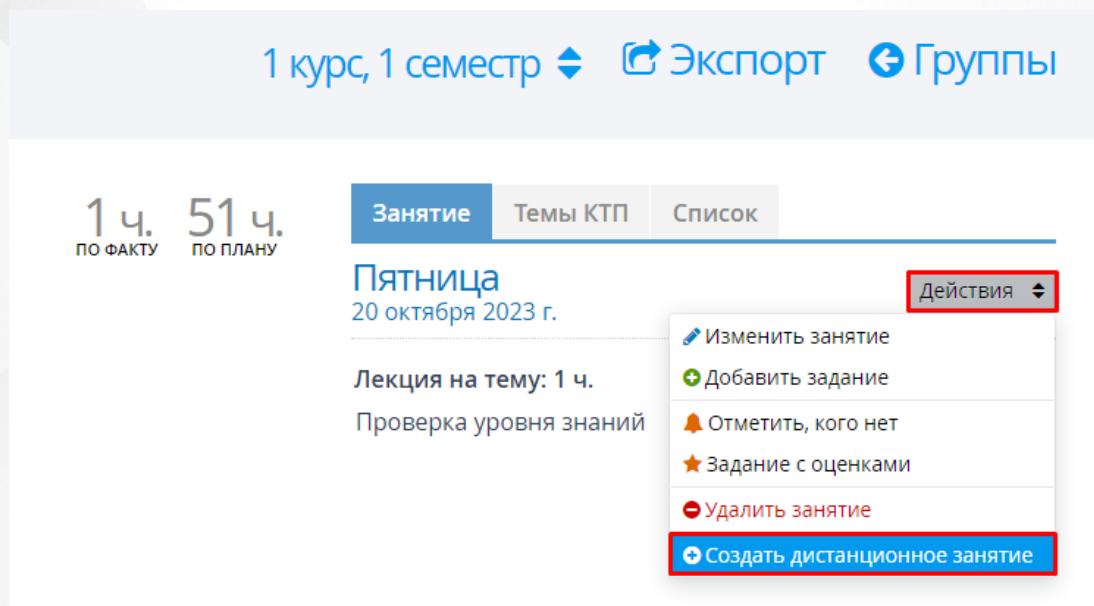 1 курс, 1 семестр Экспорт Группы
1 ч. 51 ч.
ПО ФАКТУ ПО ПЛАНУ
Занятие Темы КТП Список
Пятница
20 октября 2023 г.
Действия
Изменить занятие
Добавить задание
Отметить, кого нет
Задание с оценками
Удалить занятие
Создать дистанционное занятие
Лекция на тему: 1 ч.
Проверка уровня знаний